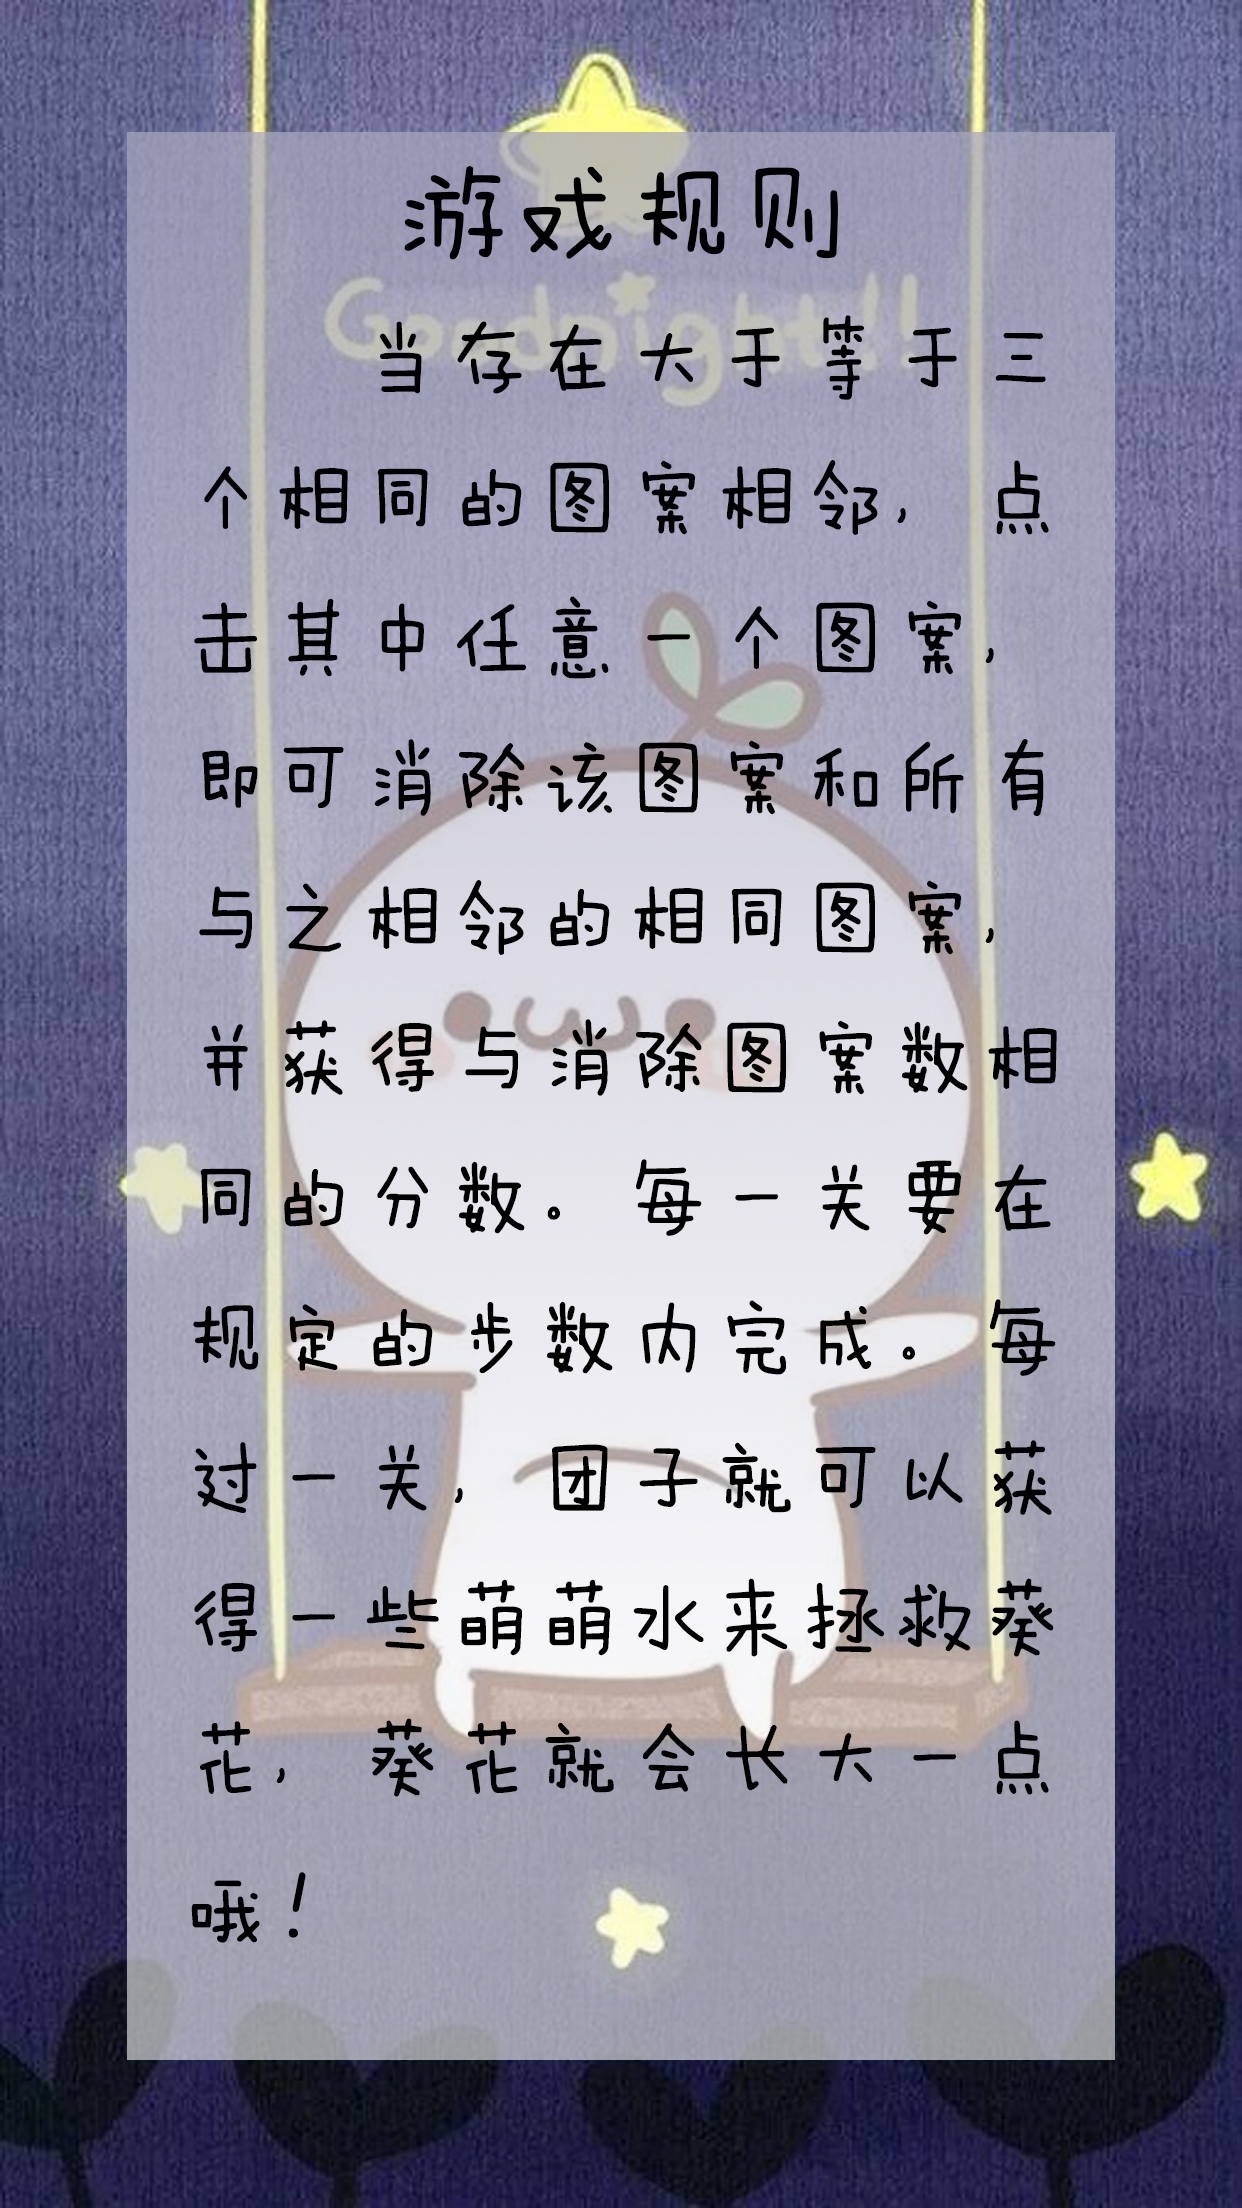 游戏规则
Goodnight!!
当存在大于等于三
个相同的图案相邻，点
击其中任意一个图案，
即可消除该图案和所有
与之相邻的相同图案，
并获得与消除图案数相
同的分数。每一关要在
规定的步数内完成。每
过一关，团子就可以获
得一些萌萌水来拯救葵
花，葵花就会长大一点
哦！